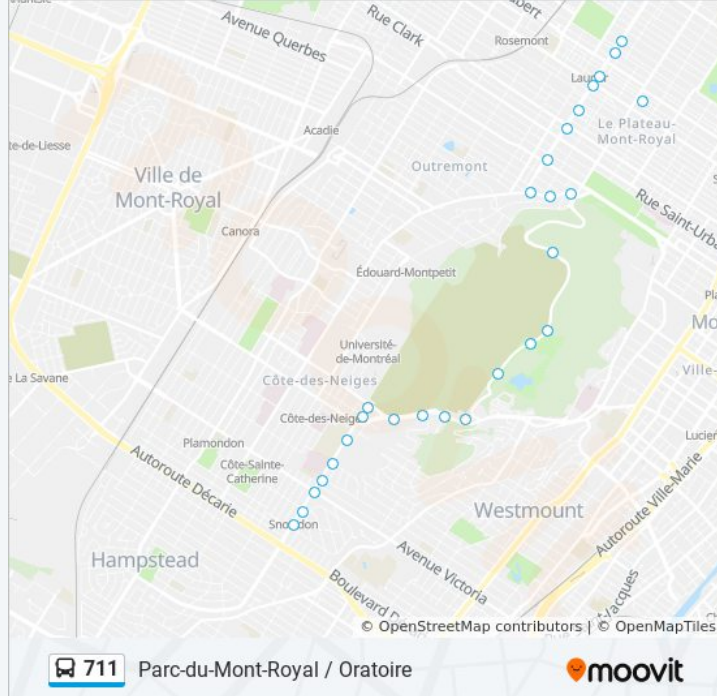 Avenue Querbes
Rue Clark
Rosemont
Laurier
Acadie
Le Plateau-
Mont-Royal
te-de-Liesse
Outremont
Ville de
Mont-Royal
Rue Saint-Urba
Canora
Édouard-Montpetit
Université-
de-Montréal
Ville-
e La Savane
Côte-des-Neiges
Côte-des-Neiges
Plamondon
Lucien
Autoroute Décarie
Côte-Sainte-
Catherine
Snowdon
Westmount
Autoroute Ville-Marie
Hampstead
Avenue Victoria
© OpenStreetMap contributors | © OpenMapTiles
711 Parc-du-Mont-Royal / Oratoire
moovit